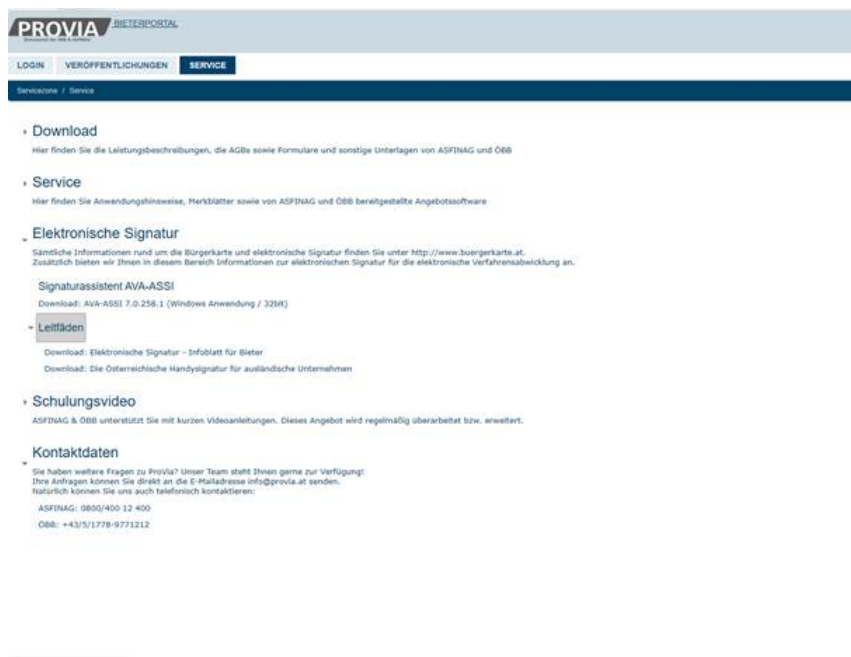 PROVIA BIETERPORTAL
LOGIN VERÖFFENTLICHUNGEN SERVICE
Servicezone / Service
Download
Hier finden Sie die Leistungsbeschreibungen, die AGBs sowie Formulare und sonstige Unterlagen von ASFINAG und ÖBB
Service
Hier finden Sie Anwendungshinweise, Merkblätter sowie von ASFINAG und ÖBB bereitgestellte Angebotssoftware
Elektronische Signatur
Sämtliche Informationen rund um die Bürgerkarte und elektronische Signatur finden Sie unter http://www.buergerkarte.at.
Zusätzlich bieten wir Ihnen in diesem Bereich Informationen zur elektronischen Signatur für die elektronische Verfahrensabwicklung an.
Signaturassistent AVA-ASSI
Download: AVA-ASSI 7.0.258.1 (Windows Anwendung / 32bit)
Leitfäden
Download: Elektronische Signatur - Infoblatt für Bieter
Download: Die Österreichische Handysignatur für ausländische Unternehmen
Schulungsvideo
ASFINAG & ÖBB unterstützt Sie mit kurzen Videoanleitungen. Dieses Angebot wird regelmäßig überarbeitet bzw. erweitert.
Kontaktdaten
Sie haben weitere Fragen zu ProVia? Unser Team steht Ihnen gerne zur Verfügung!
Ihre Anfragen können Sie direkt an die E-Mailadresse info@provia.at senden.
Natürlich können Sie uns auch telefonisch kontaktieren:
ASFINAG: 0800/400 12 400
ÖBB: +43/5/1778-9771212